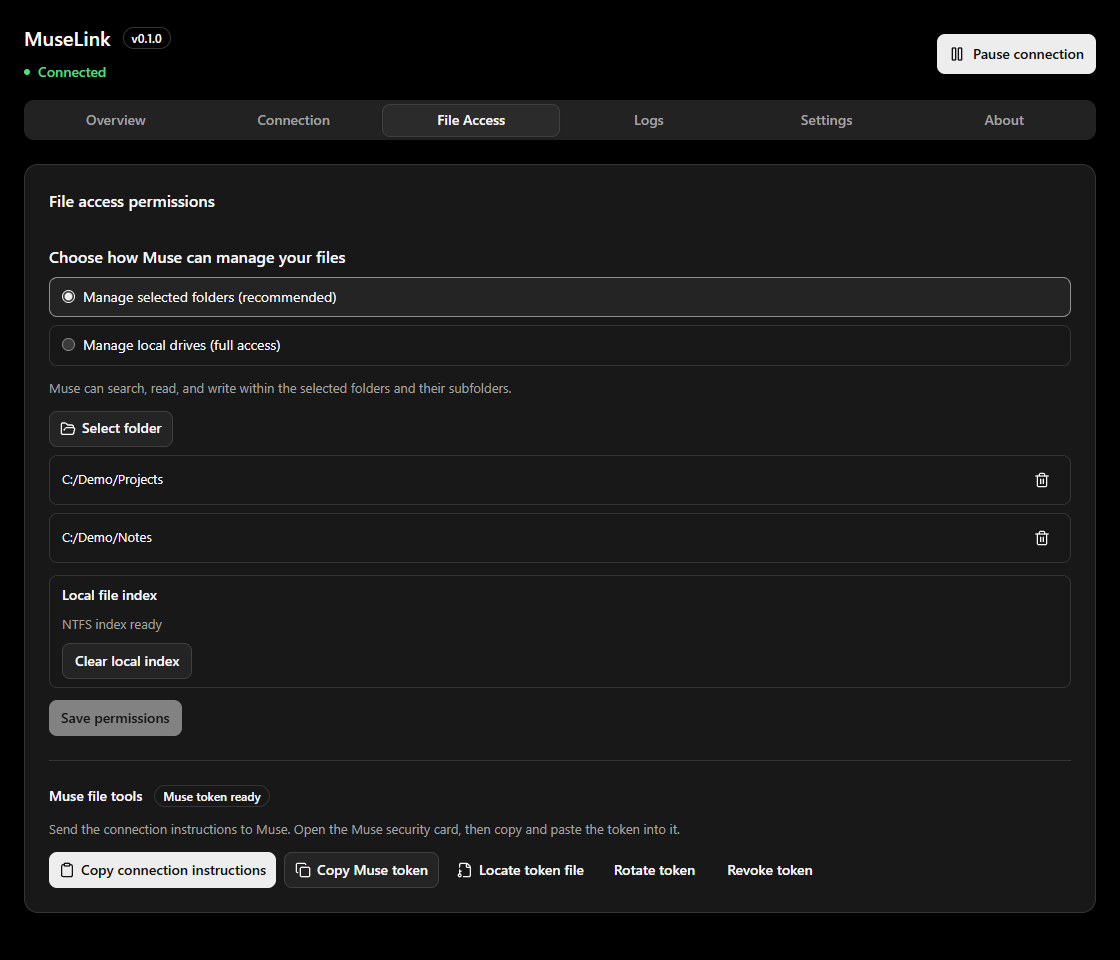 MuseLink
v0.1.0
Connected
Pause connection
Overview
Connection
File Access
Logs
Settings
About
File access permissions
Choose how Muse can manage your files
Manage selected folders (recommended)
Manage local drives (full access)
Muse can search, read, and write within the selected folders and their subfolders.
Select folder
C:/Demo/Projects
C:/Demo/Notes
Local file index
NTFS index ready
Clear local index
Save permissions
Muse file tools
Muse token ready
Send the connection instructions to Muse. Open the Muse security card, then copy and paste the token into it.
Copy connection instructions
Copy Muse token
Locate token file
Rotate token
Revoke token